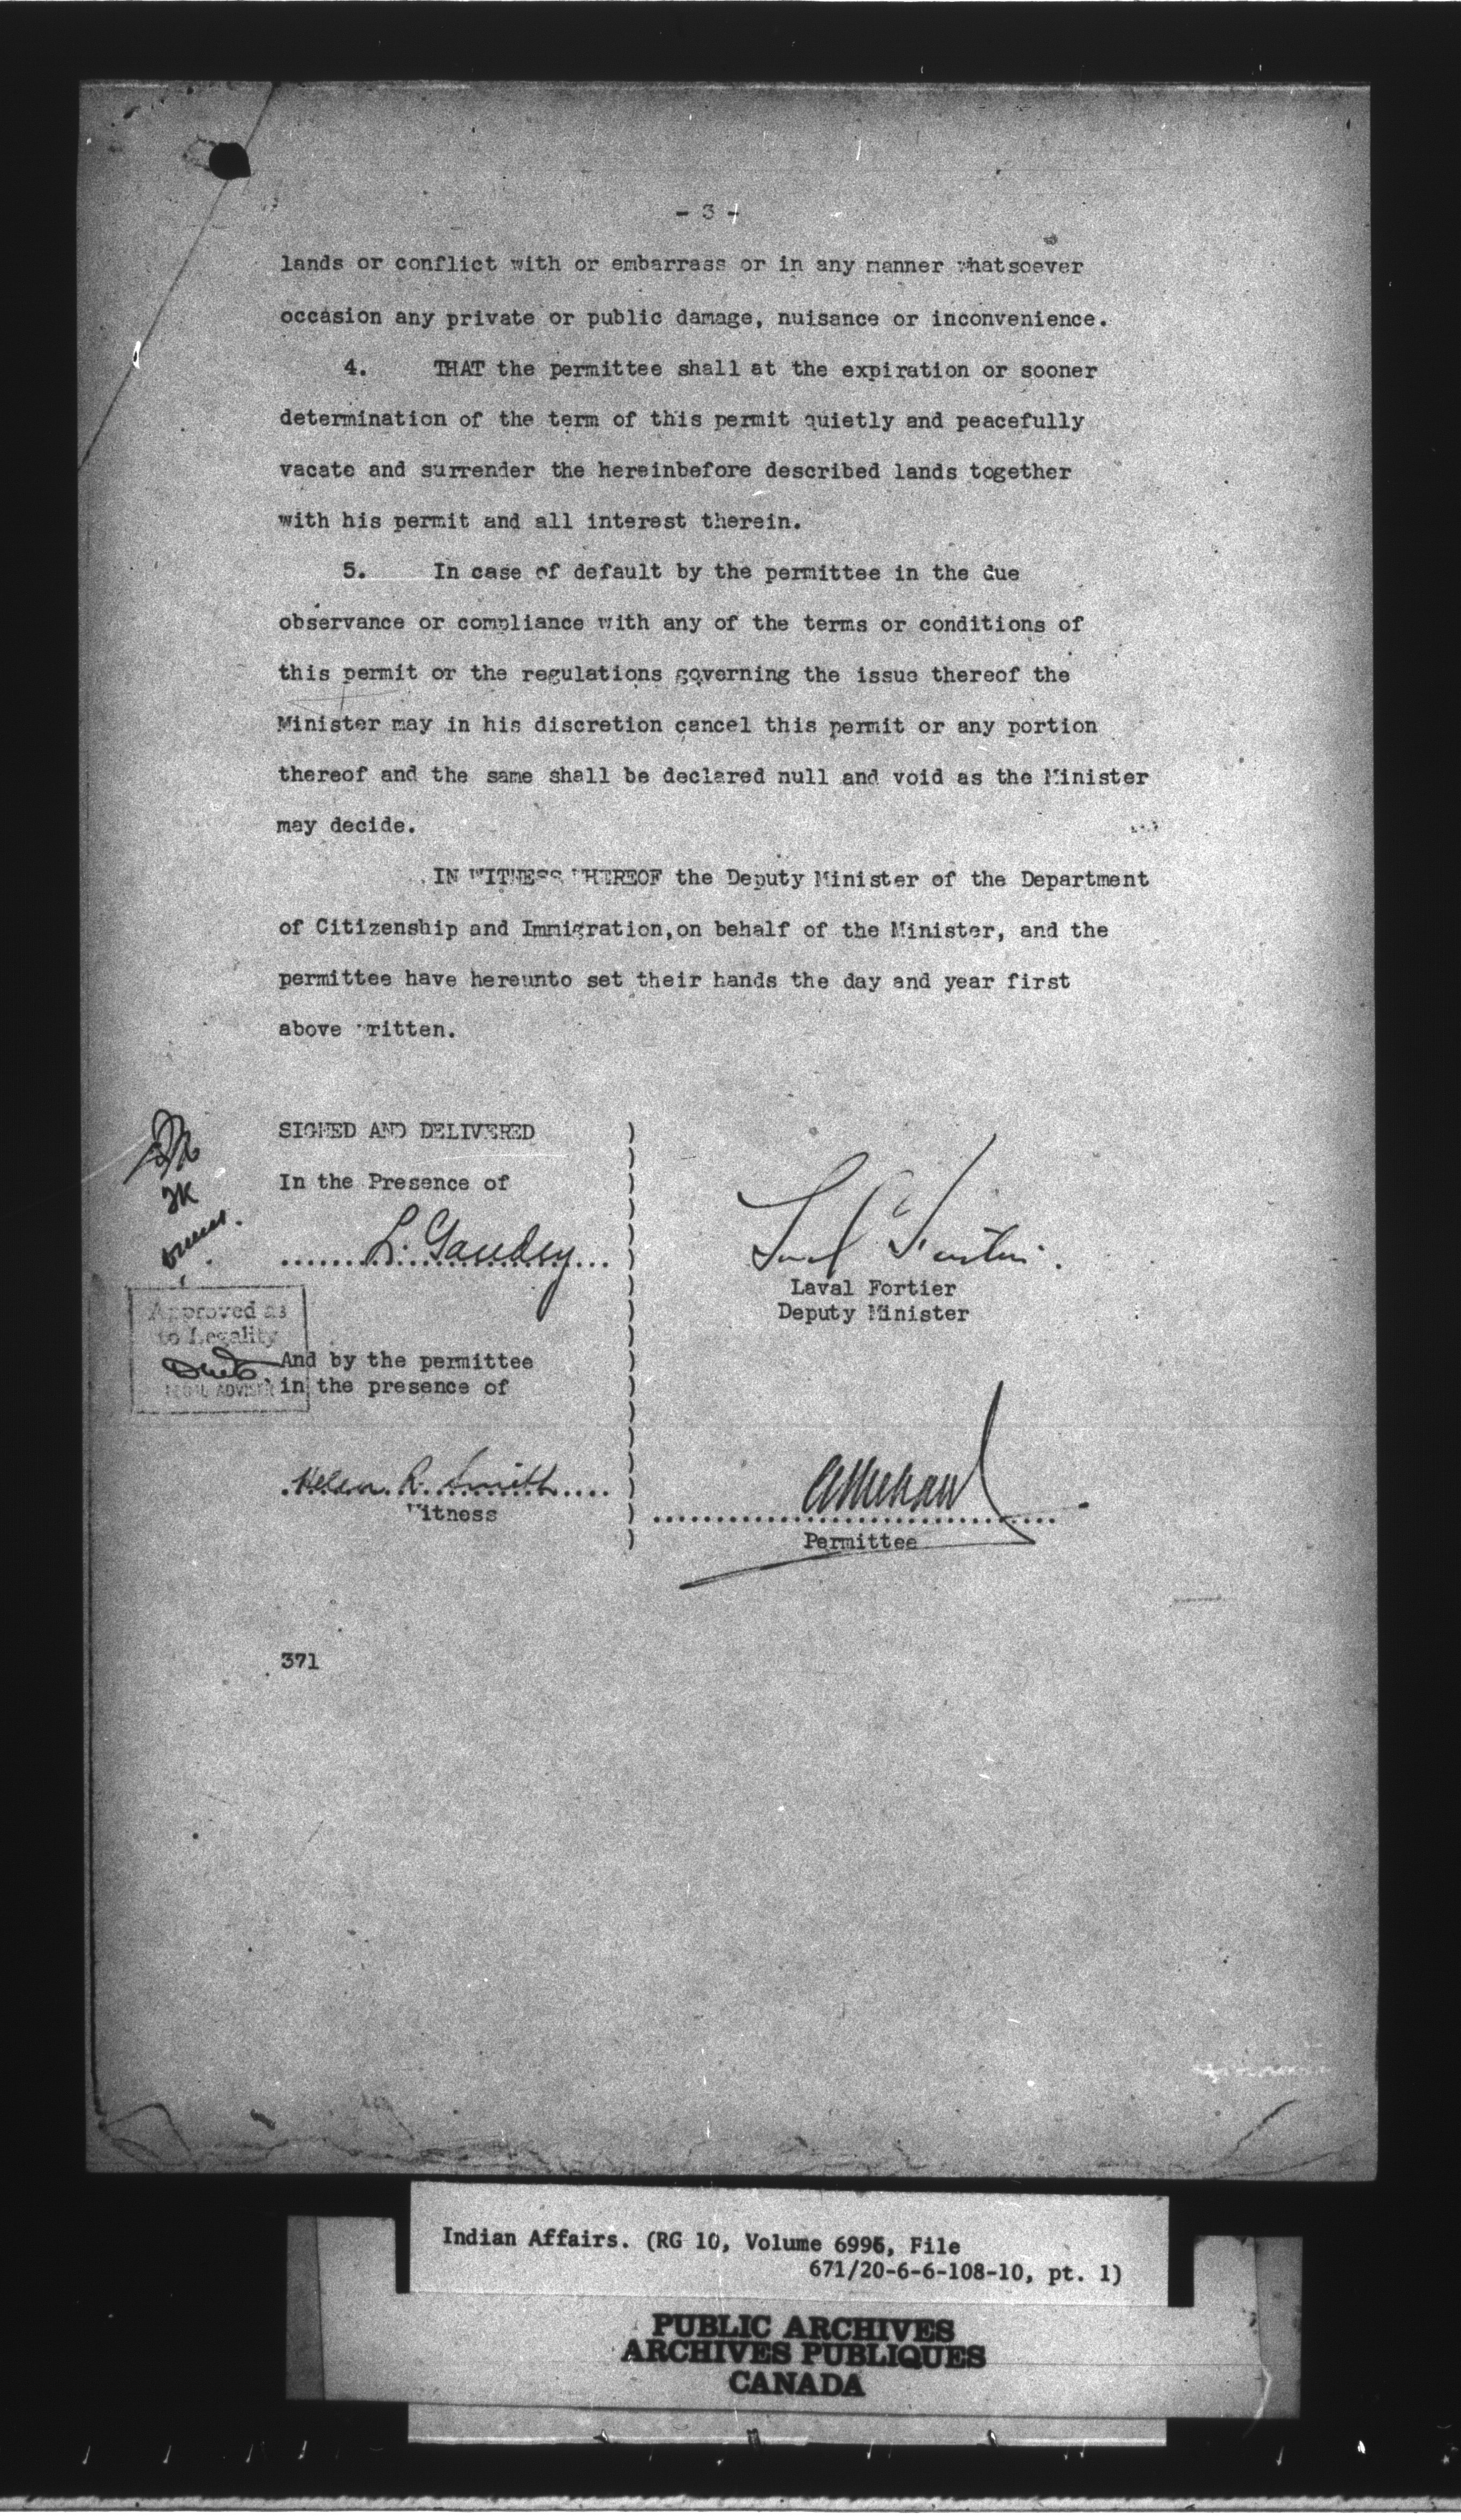 - 3 -
lands or conflict with or embarrass or in any manner whatsoever
occasion any private or public damage, nuisance or inconvenience.
4. THAT the permittee shall at the expiration or sooner
determination of the term of this permit quietly and peacefully
vacate and surrender the hereinbefore described lands together
with his permit and all interest therein.
5. In case of default by the permittee in the due
observance or compliance with any of the terms or conditions of
this permit or the regulations governing the issue thereof the
Minister may in his discretion cancel this permit or any portion
thereof and the same shall be declared null and void as the Minister
may decide.
IN WITNESS WHEREOF the Deputy Minister of the Department
of Citizenship and Immigration, on behalf of the Minister, and the
permittee have hereunto set their hands the day and year first
above written.
SIGNED AND DELIVERED
In the Presence of
L. Gaudey
Laval Fortier
Deputy Minister
Approved as
to Legality
LEGAL ADVISER
And by the permittee
in the presence of
Helen R. Smith
Witness
Permittee
371
Indian Affairs. (RG 10, Volume 6996, File
671/20-6-6-108-10, pt. 1)
PUBLIC ARCHIVES
ARCHIVES PUBLIQUES
CANADA